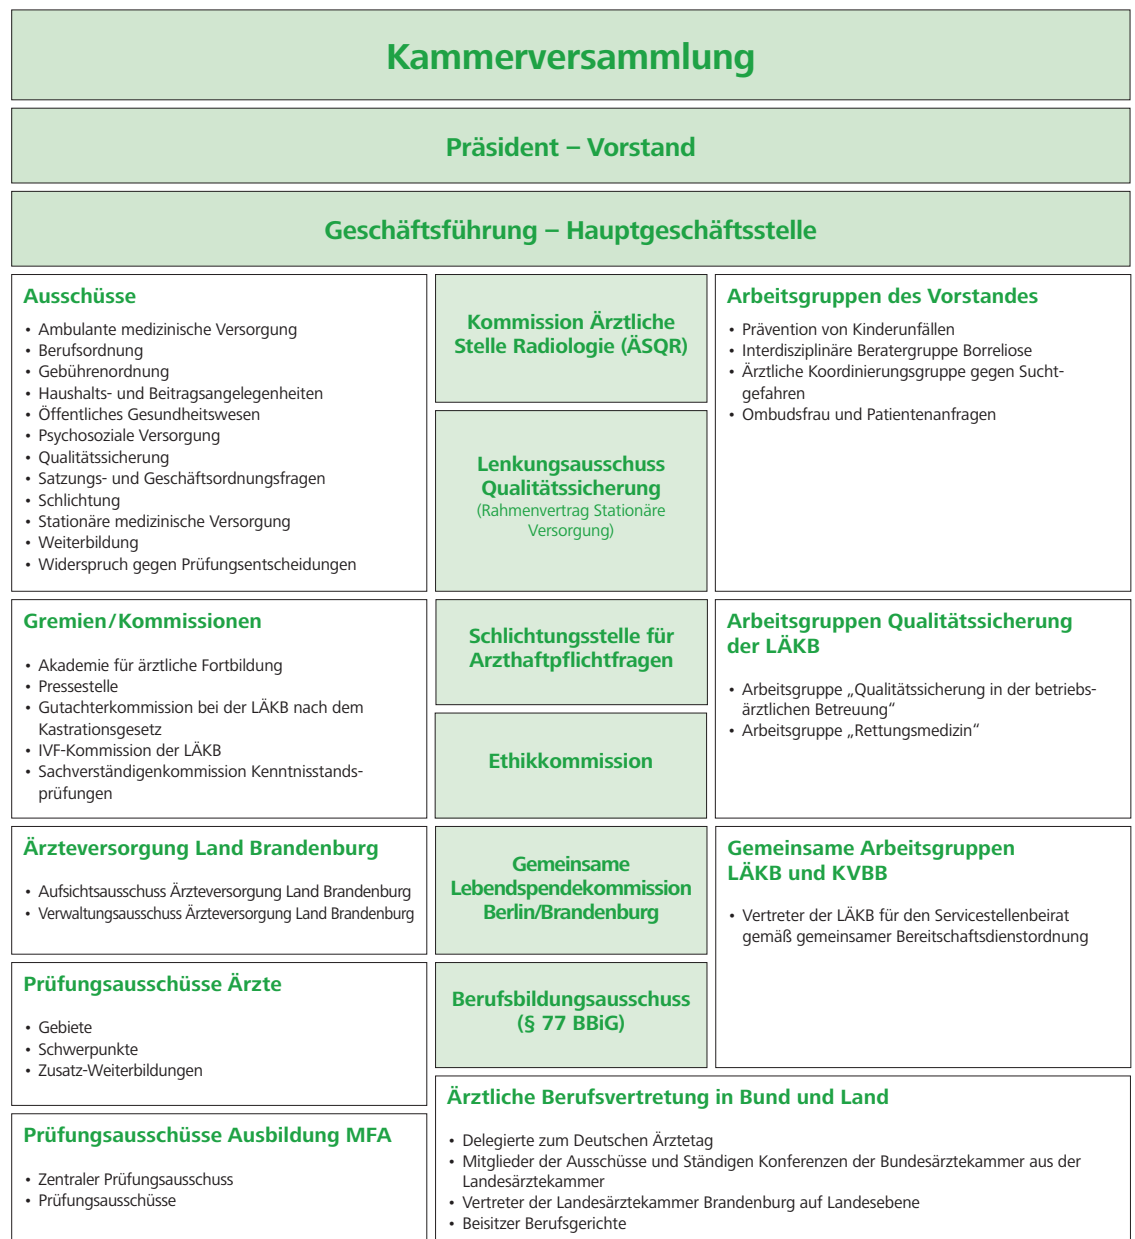 Kammerversammlung
Präsident – Vorstand
Geschäftsführung – Hauptgeschäftsstelle
Ausschüsse
• Ambulante medizinische Versorgung
• Berufsordnung
• Gebührenordnung
• Haushalts- und Beitragsangelegenheiten
• Öffentliches Gesundheitswesen
• Psychosoziale Versorgung
• Qualitätssicherung
• Satzungs- und Geschäftsordnungsfragen
• Schlichtung
• Stationäre medizinische Versorgung
• Weiterbildung
• Widerspruch gegen Prüfungsentscheidungen
Kommission Ärztliche
Stelle Radiologie (ÄSQR)
Lenkungsausschuss
Qualitätssicherung
(Rahmenvertrag Stationäre
Versorgung)
Arbeitsgruppen des Vorstandes
• Prävention von Kinderunfällen
• Interdisziplinäre Beratergruppe Borreliose
• Ärztliche Koordinierungsgruppe gegen Sucht-
gefahren
• Ombudsfrau und Patientenanfragen
Gremien/Kommissionen
• Akademie für ärztliche Fortbildung
• Pressestelle
• Gutachterkommission bei der LÄKB nach dem
Kastrationsgesetz
• IVF-Kommission der LÄKB
• Sachverständigenkommission Kenntnisstands-
prüfungen
Schlichtungsstelle für
Arzthaftpflichtfragen
Ethikkommission
Arbeitsgruppen Qualitätssicherung
der LÄKB
• Arbeitsgruppe „Qualitätssicherung in der betriebs-
ärztlichen Betreuung“
• Arbeitsgruppe „Rettungsmedizin“
Ärzteversorgung Land Brandenburg
• Aufsichtsausschuss Ärzteversorgung Land Brandenburg
• Verwaltungsausschuss Ärzteversorgung Land Brandenburg
Gemeinsame
Lebendspendekommission
Berlin/Brandenburg
Gemeinsame Arbeitsgruppen
LÄKB und KVBB
• Vertreter der LÄKB für den Servicestellenbeirat
gemäß gemeinsamer Bereitschaftsdienstordnung
Prüfungsausschüsse Ärzte
• Gebiete
• Schwerpunkte
• Zusatz-Weiterbildungen
Berufsbildungsausschuss
(§ 77 BBiG)
Prüfungsausschüsse Ausbildung MFA
• Zentraler Prüfungsausschuss
• Prüfungsausschüsse
Ärztliche Berufsvertretung in Bund und Land
• Delegierte zum Deutschen Ärztetag
• Mitglieder der Ausschüsse und Ständigen Konferenzen der Bundesärztekammer aus der
Landesärztekammer
• Vertreter der Landesärztekammer Brandenburg auf Landesebene
• Beisitzer Berufsgerichte